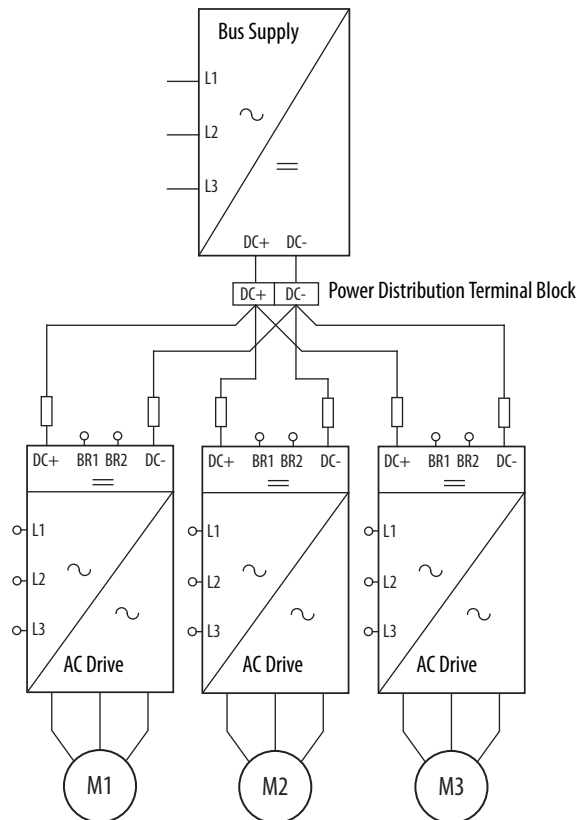 Bus Supply
L1
L2
L3
DC+ DC-
DC+ DC- Power Distribution Terminal Block
DC+ BR1 BR2 DC- DC+ BR1 BR2 DC- DC+ BR1 BR2 DC-
L1 L1 L1
L2 L2 L2
L3 L3 L3
AC Drive AC Drive AC Drive
M1 M2 M3